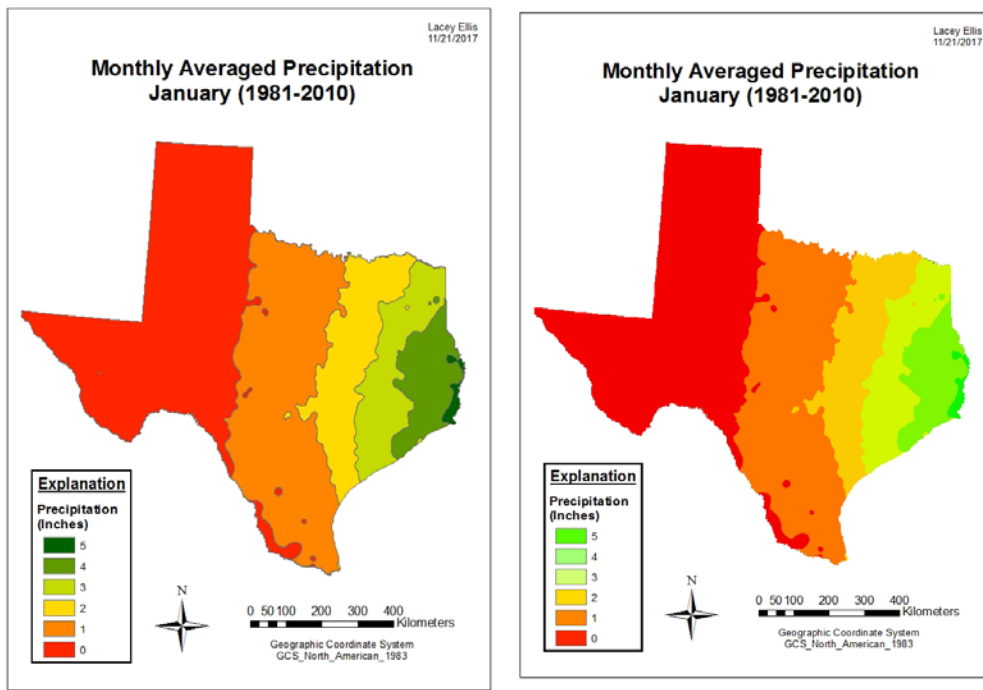 Lacey Ellis
11/21/2017
Monthly Averaged Precipitation
January (1981-2010)
Explanation
Precipitation
(Inches)
5
4
3
2
1
0
N
0 50 100 200 300 400
Kilometers
Geographic Coordinate System
GCS_North_American_1983
Lacey Ellis
11/21/2017
Monthly Averaged Precipitation
January (1981-2010)
Explanation
Precipitation
(Inches)
5
4
3
2
1
0
N
0 50 100 200 300 400
Kilometers
Geographic Coordinate System
GCS_North_American_1983